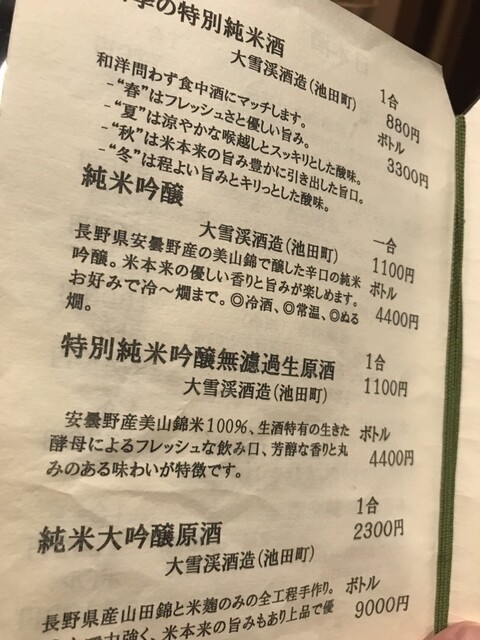 季の特別純米酒
大雪渓酒造(池田町)
1合
880円
和洋問わず食中酒にマッチします。
ボトル
3300円
-“春”はフレッシュさと優しい旨み。
-“夏”は涼やかな喉越しとスッキリとした酸味。
-“秋”は米本来の旨み豊かに引き出した旨口。
-“冬”は程よい旨みとキリっとした酸味。
純米吟醸
大雪渓酒造(池田町)
一合
1100円
長野県安曇野産の美山錦で醸した辛口の純米
吟醸。米本来の優しい香りと旨みが楽しめます。
ボトル
4400円
お好みで冷～燗まで。◎冷酒、◎常温、◎ぬる
燗。
特別純米吟醸無濾過生原酒
大雪渓酒造(池田町)
1合
1100円
安曇野産美山錦米100%、生酒特有の生きた
酵母によるフレッシュな飲み口、芳醇な香りと丸
みのある味わいが特徴です。
ボトル
4400円
純米大吟醸原酒
大雪渓酒造(池田町)
1合
2300円
長野県産山田錦と米麹のみの全工程手作り。
ボトル
9000円
力強く、米本来の旨みもあり上品で優